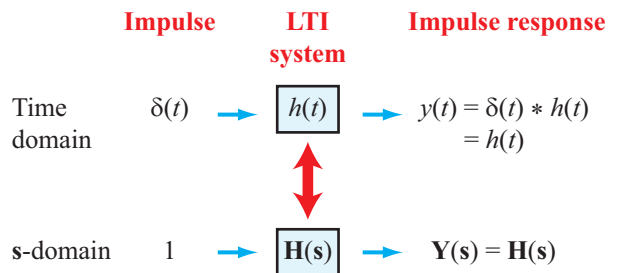 Impulse LTI system Impulse response
Time domain δ(t) h(t) y(t) = δ(t) * h(t)
= h(t)
s-domain 1 H(s) Y(s) = H(s)